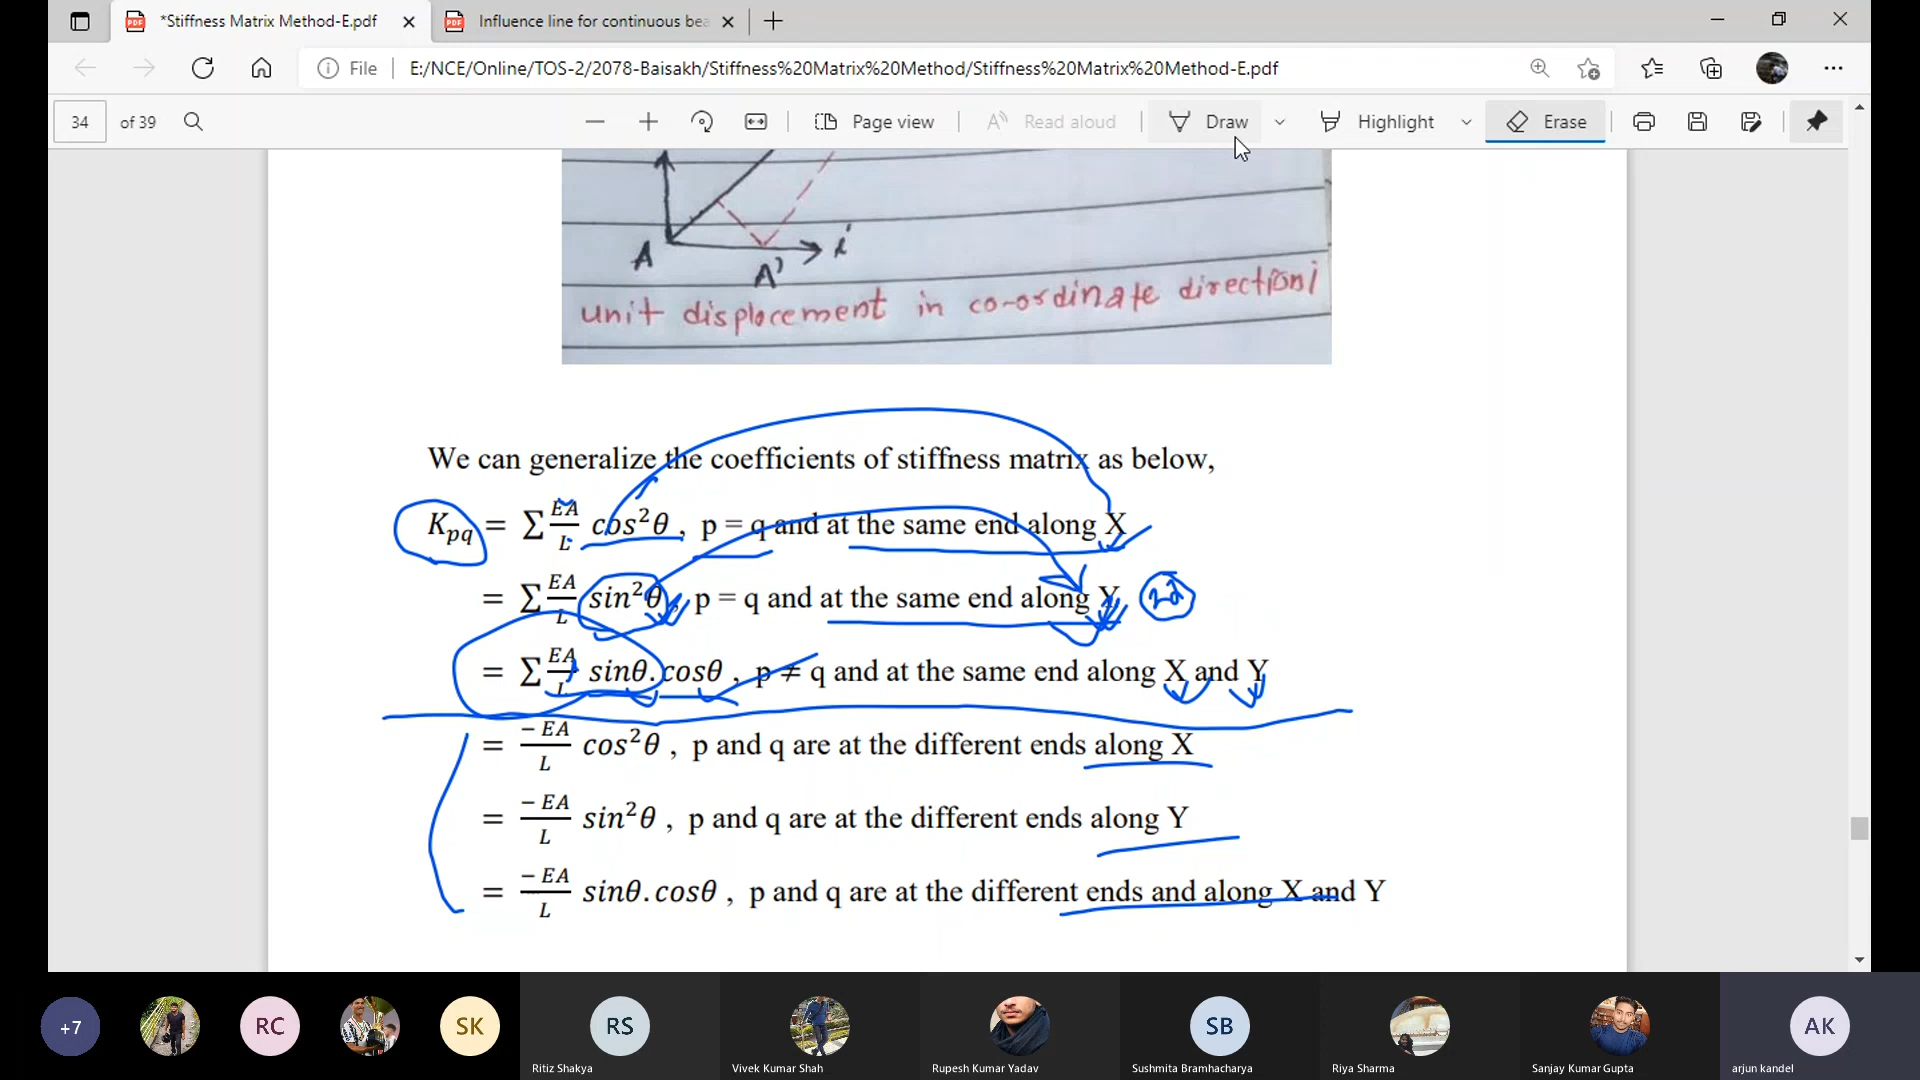 *Stiffness Matrix Method-E.pdf
Influence line for continuous bea
File
E:/NCE/Online/TOS-2/2078-Baisakh/Stiffness%20Matrix%20Method/Stiffness%20Matrix%20Method-E.pdf
34 of 39
Page view
Read aloud
Draw
Highlight
Erase
A A' i
unit displacement in co-ordinate direction i
We can generalize the coefficients of stiffness matrix as below,
K_pq = ∑ EA/L cos²θ , p = q and at the same end along X
= ∑ EA/L sin²θ , p = q and at the same end along Y
= ∑ EA/L sinθ.cosθ , p ≠ q and at the same end along X and Y
= −EA/L cos²θ , p and q are at the different ends along X
= −EA/L sin²θ , p and q are at the different ends along Y
= −EA/L sinθ.cosθ , p and q are at the different ends and along X and Y
+7
RC
SK
RS
SB
AK
Ritiz Shakya
Vivek Kumar Shah
Rupesh Kumar Yadav
Sushmita Bramhacharya
Riya Sharma
Sanjay Kumar Gupta
arjun kandel